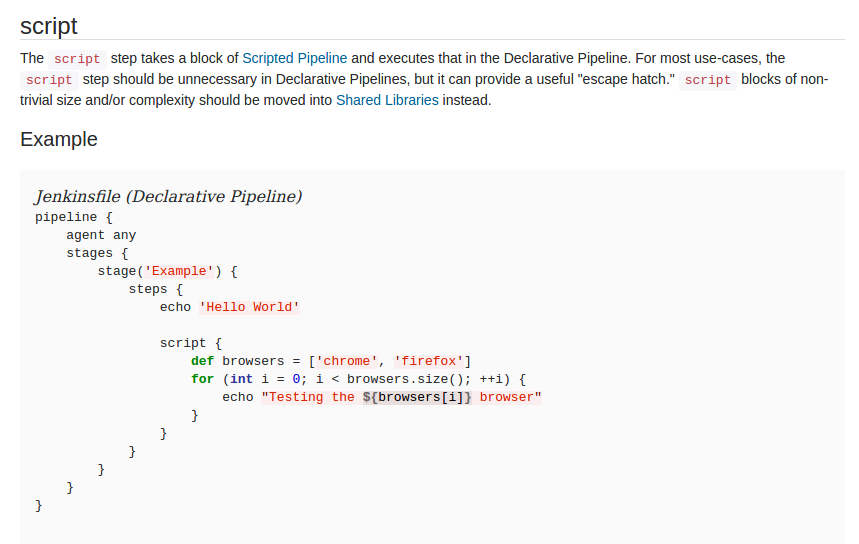 script
The script step takes a block of Scripted Pipeline and executes that in the Declarative Pipeline. For most use-cases, the
script step should be unnecessary in Declarative Pipelines, but it can provide a useful "escape hatch." script blocks of non-
trivial size and/or complexity should be moved into Shared Libraries instead.
Example
Jenkinsfile (Declarative Pipeline)
pipeline {
    agent any
    stages {
        stage('Example') {
            steps {
                echo 'Hello World'

                script {
                    def browsers = ['chrome', 'firefox']
                    for (int i = 0; i < browsers.size(); ++i) {
                        echo "Testing the ${browsers[i]} browser"
                    }
                }
            }
        }
    }
}